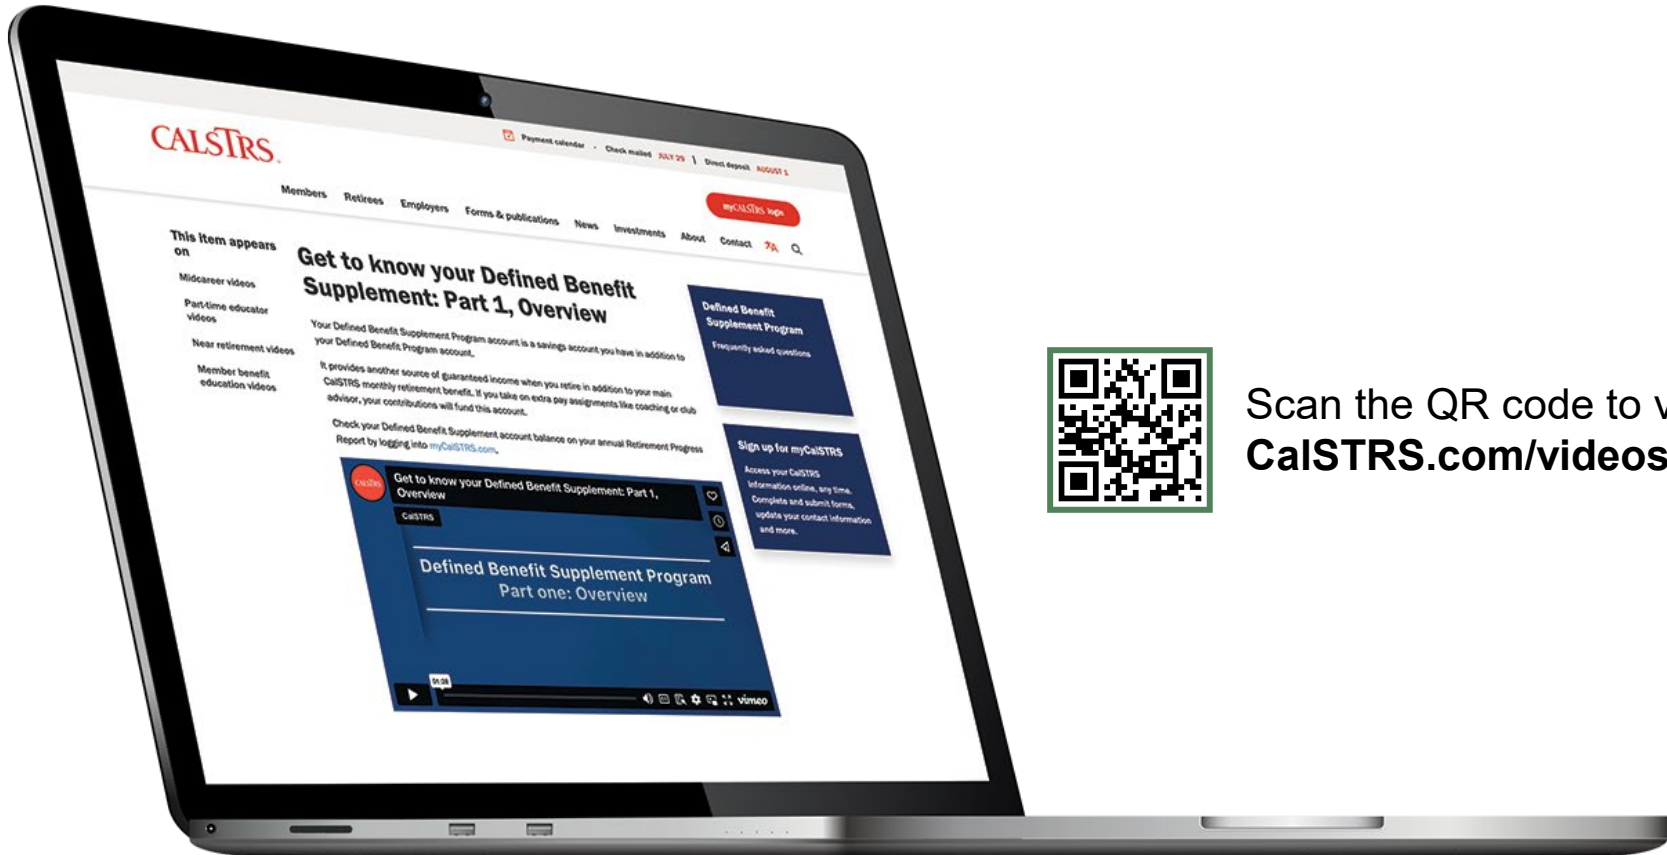 Payment calendar · Check mailed JULY 29 | Direct deposit AUGUST 1
CALSTRS
myCALSTRS login
Members Retirees Employers Forms & publications News Investments About Contact
This item appears
on
Midcareer videos
Part-time educator
videos
Near retirement videos
Member benefit
education videos
Get to know your Defined Benefit
Supplement: Part 1, Overview
Your Defined Benefit Supplement Program account is a savings account you have in addition to
your Defined Benefit Program account.
It provides another source of guaranteed income when you retire in addition to your main
CalSTRS monthly retirement benefit. If you take on extra pay assignments like coaching or club
advisor, your contributions will fund this account.
Check your Defined Benefit Supplement account balance on your annual Retirement Progress
Report by logging into myCalSTRS.com.
CALSTRS
Get to know your Defined Benefit Supplement: Part 1,
Overview
CalSTRS
Defined Benefit Supplement Program
Part one: Overview
01:28
vimeo
Defined Benefit
Supplement Program
Frequently asked questions
Sign up for myCalSTRS
Access your CalSTRS
information online, any time.
Complete and submit forms,
update your contact information
and more.
Scan the QR code to v
CalSTRS.com/videos